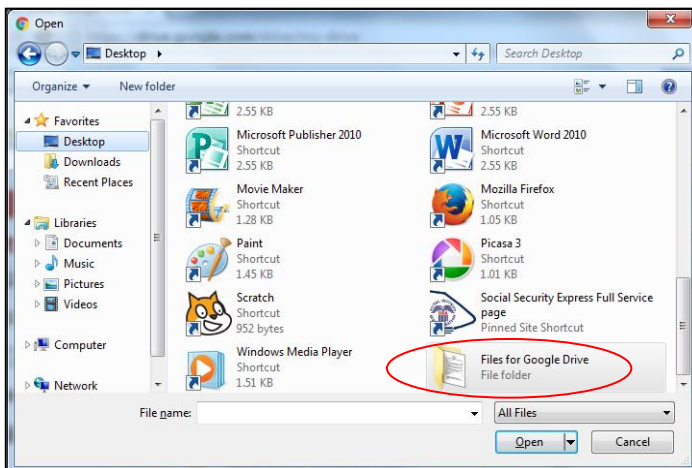 Open
Desktop
Search Desktop
Organize
New folder
Favorites
Desktop
Downloads
Recent Places
Libraries
Documents
Music
Pictures
Videos
Computer
Network
2.55 KB
2.55 KB
Microsoft Publisher 2010
Shortcut
2.55 KB
Microsoft Word 2010
Shortcut
2.55 KB
Movie Maker
Shortcut
1.28 KB
Mozilla Firefox
Shortcut
1.05 KB
Paint
Shortcut
1.45 KB
Picasa 3
Shortcut
1.01 KB
Scratch
Shortcut
952 bytes
Social Security Express Full Service
page
Pinned Site Shortcut
Windows Media Player
Shortcut
1.51 KB
Files for Google Drive
File folder
File name:
All Files
Open
Cancel